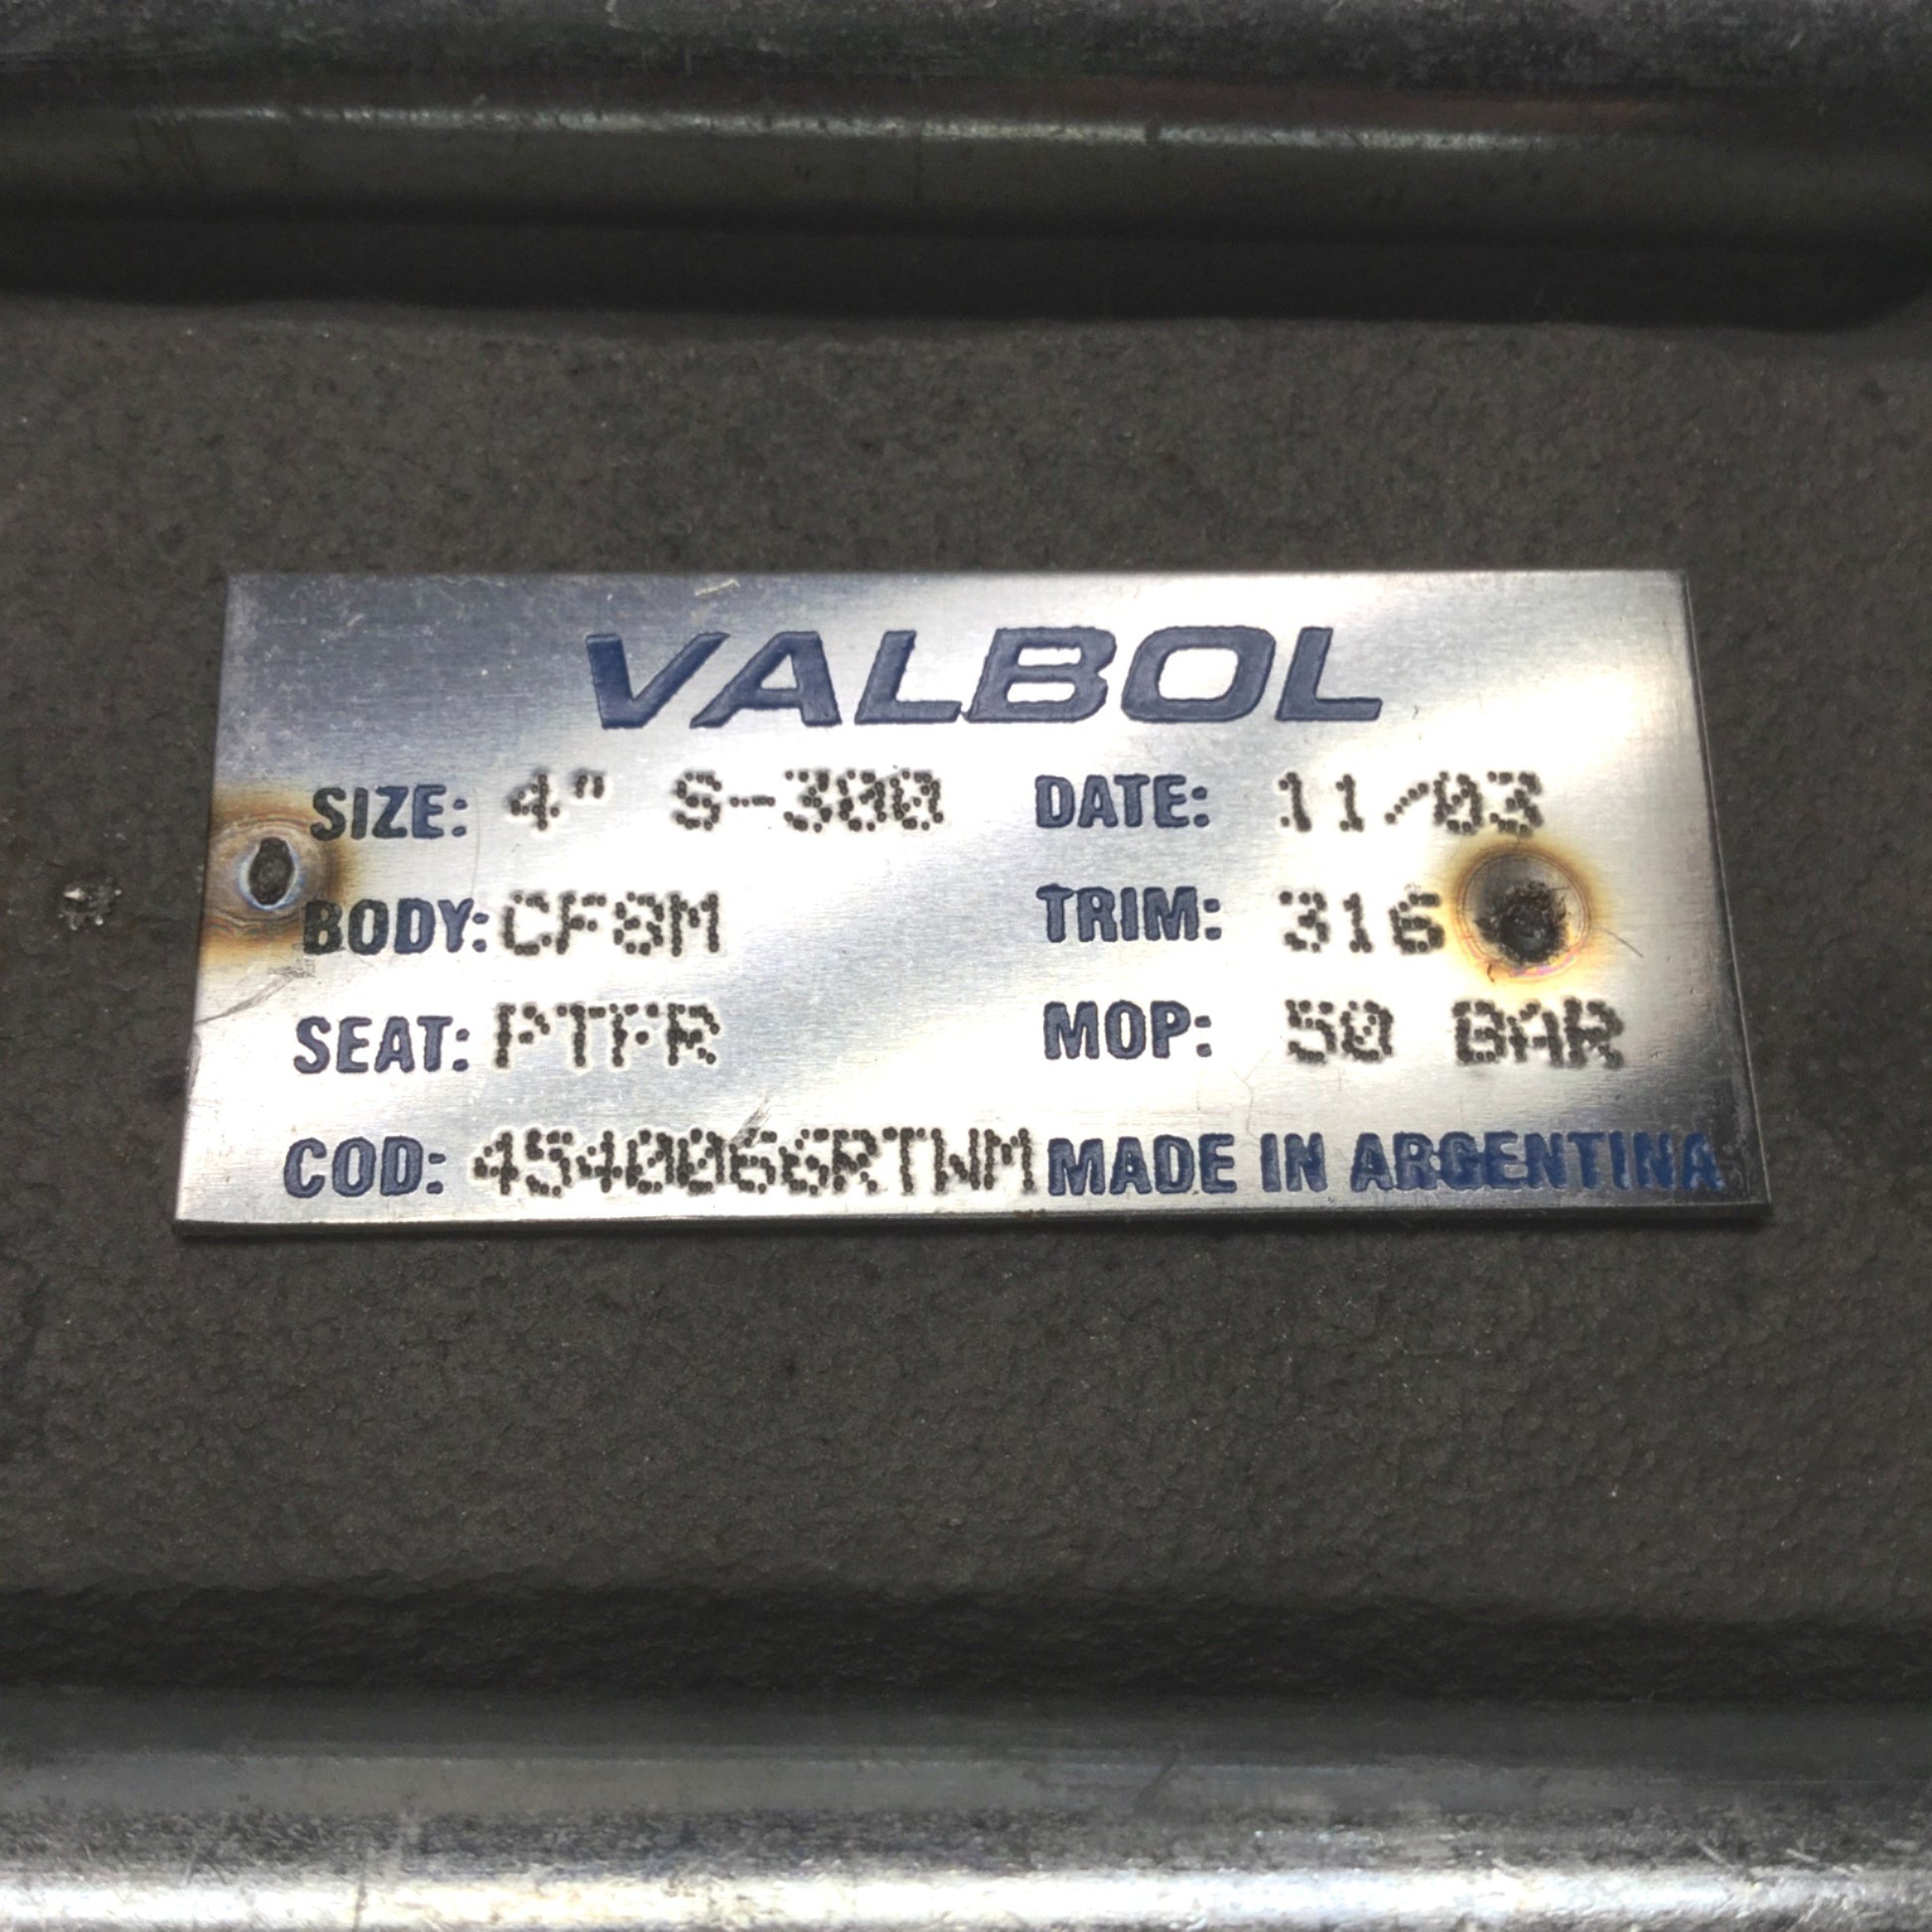 VALBOL
SIZE: 4" S-300 DATE: 11/03
BODY: CF8M TRIM: 316
SEAT: PTFR MOP: 50 BAR
COD: 4540066RTWM MADE IN ARGENTINA